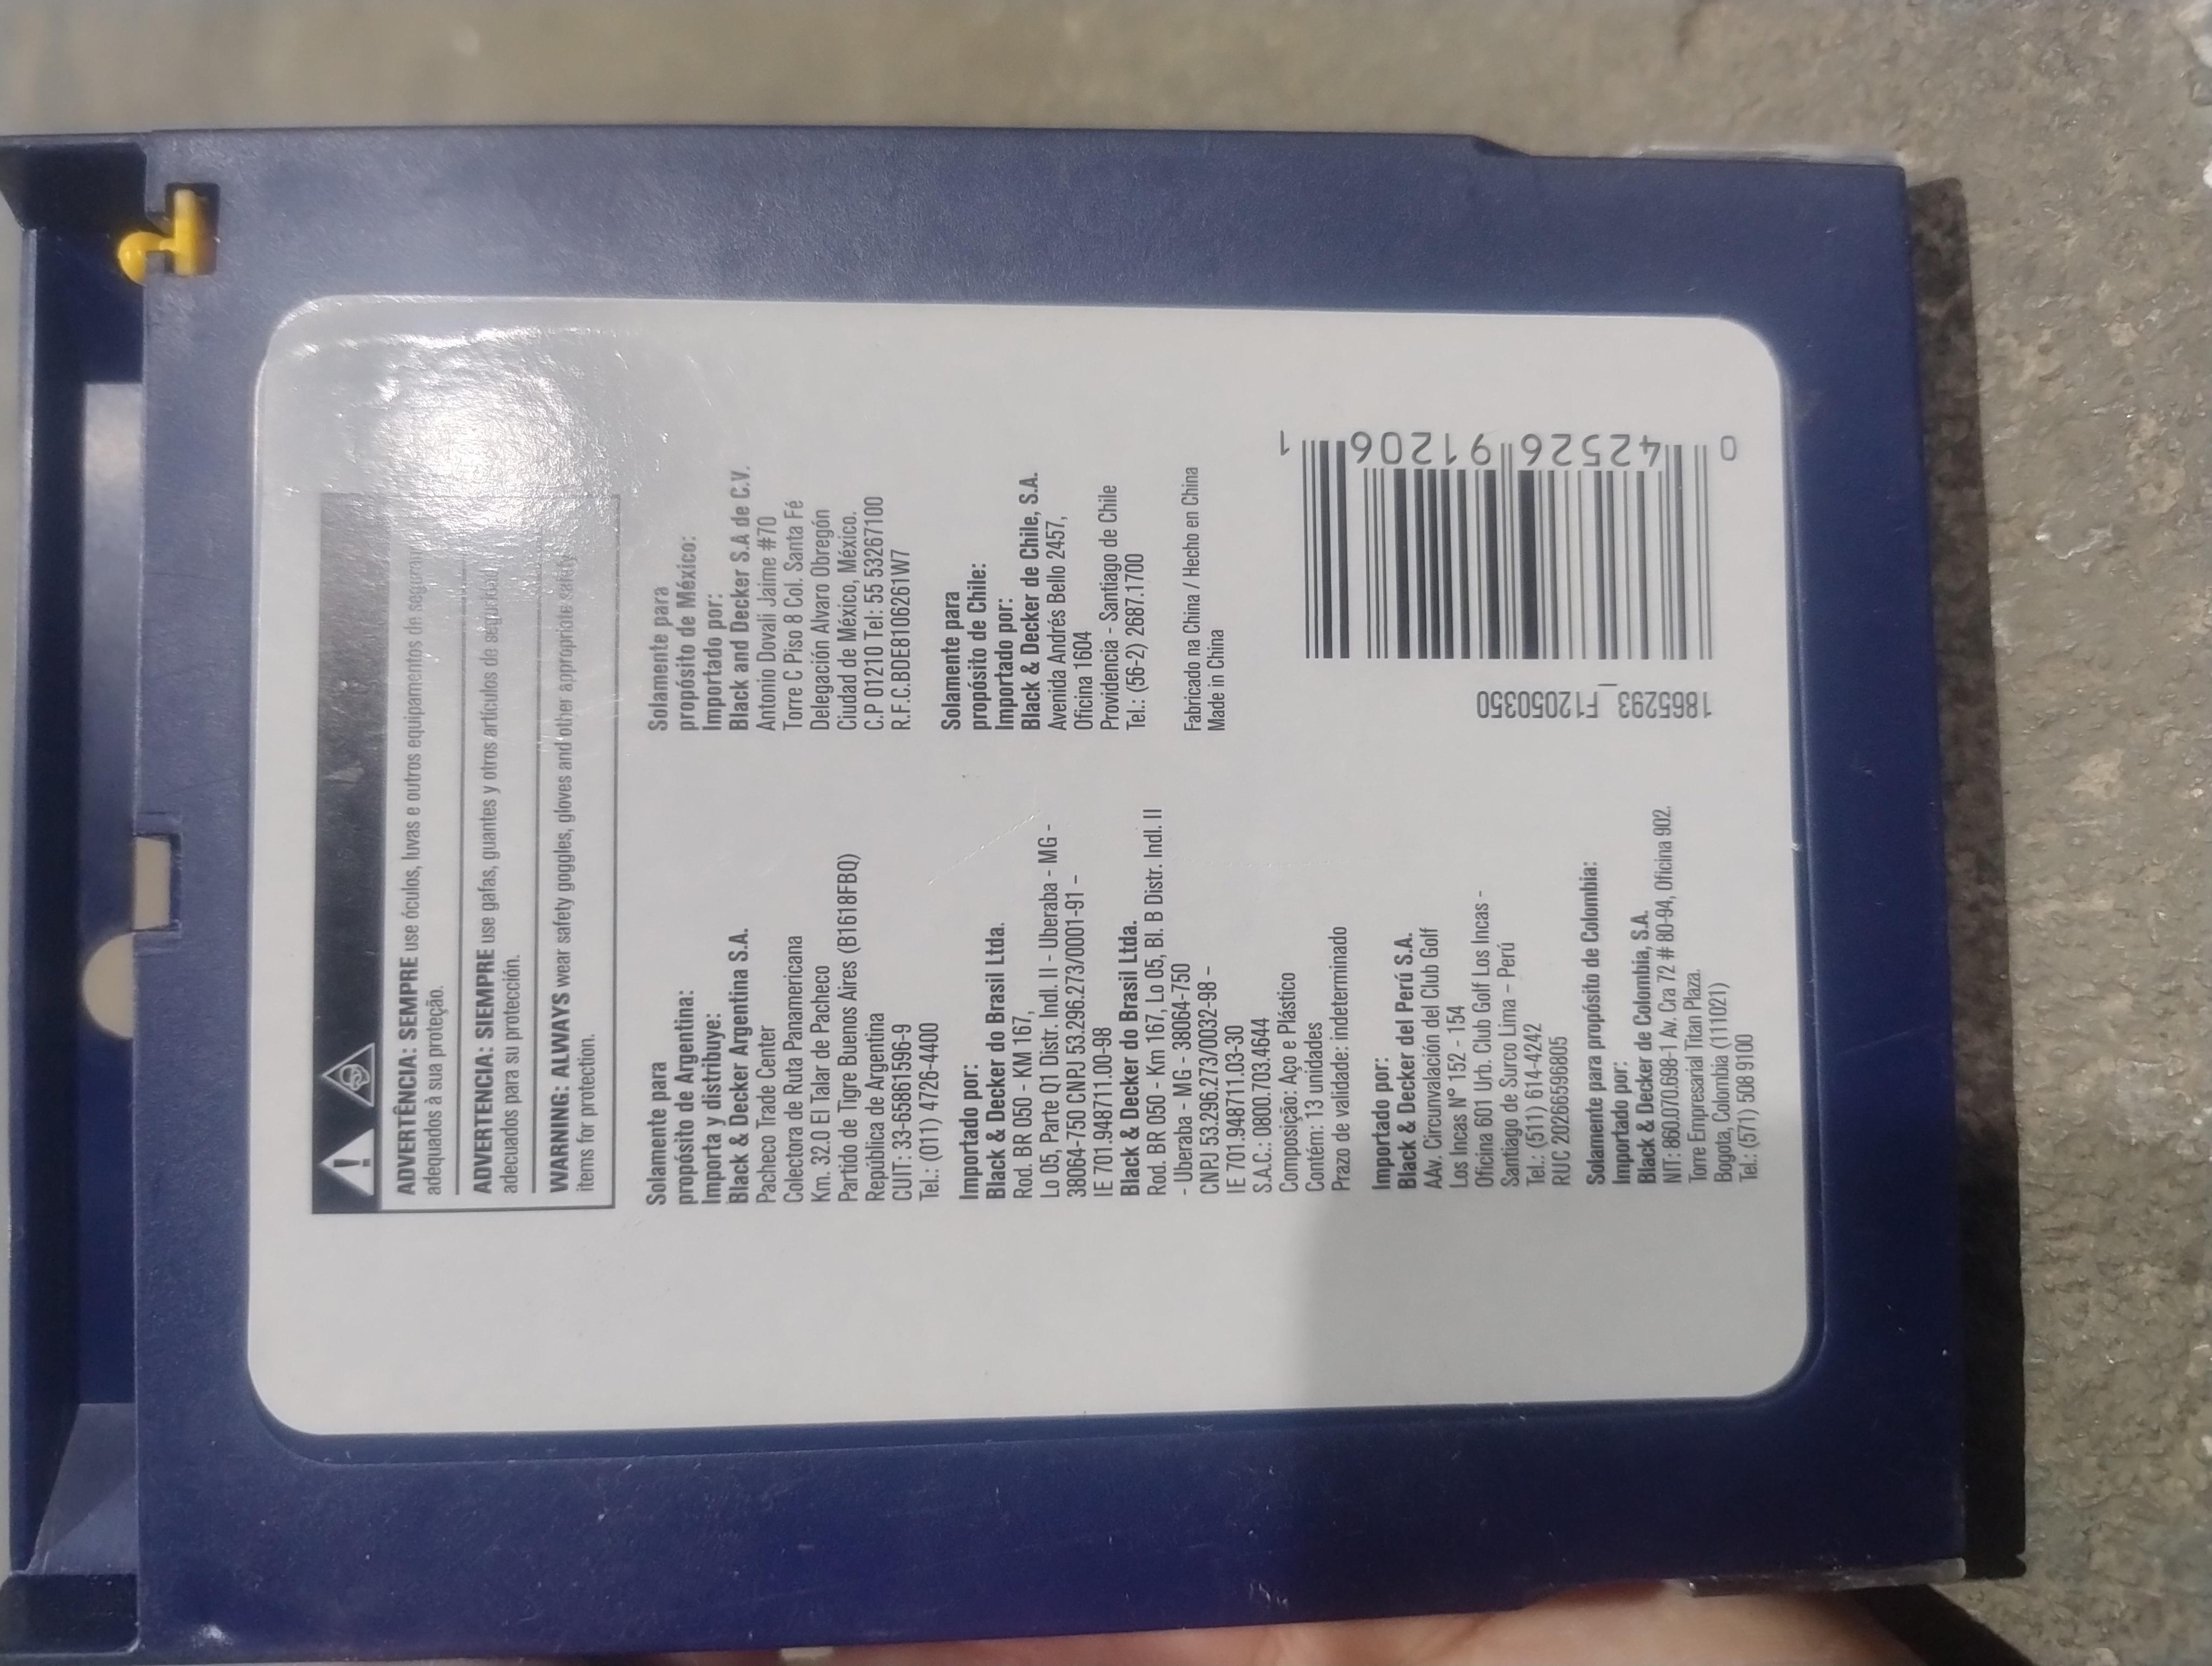 ADVERTÊNCIA: SEMPRE use óculos, luvas e outros equipamentos de
adequados à sua proteção.
ADVERTENCIA: SIEMPRE use gafas, guantes y otros artículos de seguridad
adecuados para su protección.
WARNING: ALWAYS wear safety goggles, gloves and other appropriate safety
items for protection.
Solamente para
propósito de Argentina:
Importa y distribuye:
Black & Decker Argentina S.A.
Pacheco Trade Center
Colectora de Ruta Panamericana
Km. 32.0 El Talar de Pacheco
Partido de Tigre Buenos Aires (B1618FBQ)
República de Argentina
CUIT: 33-65861596-9
Tel.: (011) 4726-4400
Importado por:
Black & Decker do Brasil Ltda.
Rod. BR 050 - KM 167,
Lo 05, Parte Q1 Distr. Indl. II - Uberaba - MG -
38064-750 CNPJ 53.296.273/0001-91 –
IE 701.948711.00-98
Black & Decker do Brasil Ltda.
Rod. BR 050 - Km 167, Lo 05, Bl. B Distr. Indl. II
- Uberaba - MG - 38064-750
CNPJ 53.296.273/0032-98 –
IE 701.948711.03-30
S.A.C.: 0800.703.4644
Composição: Aço e Plástico
Contém: 13 unidades
Prazo de validade: indeterminado
Importado por:
Black & Decker del Perú S.A.
AAv. Circunvalación del Club Golf
Los Incas N° 152 - 154
Oficina 601 Urb. Club Golf Los Incas -
Santiago de Surco Lima – Perú
Tel.: (511) 614-4242
RUC 20266596805
Solamente para propósito de Colombia:
Importado por:
Black & Decker de Colombia, S.A.
NIT: 860.070.698-1 Av. Cra 72 # 80-94, Oficina 902.
Torre Empresarial Titan Plaza.
Bogota, Colombia (111021)
Tel.: (571) 508 9100
Solamente para
propósito de México:
Importado por:
Black and Decker S.A de C.V.
Antonio Dovali Jaime #70
Torre C Piso 8 Col. Santa Fé
Delegación Alvaro Obregón
Ciudad de México, México.
C.P 01210 Tel: 55 53267100
R.F.C.BDE8106261W7
Solamente para
propósito de Chile:
Importado por:
Black & Decker de Chile, S.A.
Avenida Andrés Bello 2457,
Oficina 1604
Providencia - Santiago de Chile
Tel.: (56-2) 2687.1700
Fabricado na China / Hecho en China
Made in China
1865293_F12050350
0 42526 91206 1